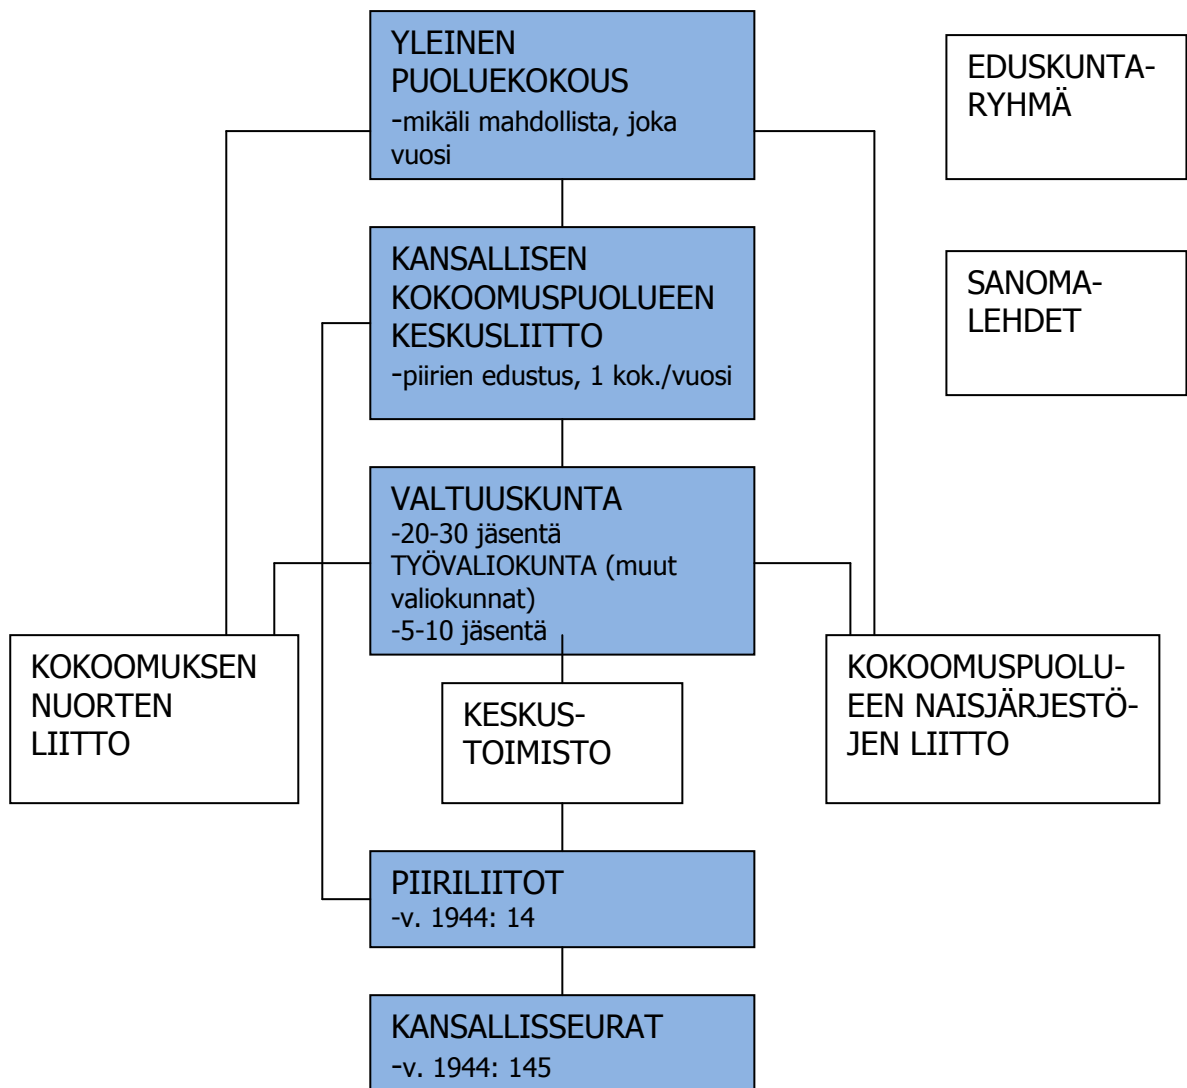 YLEINEN
PUOLUEKOKOUS
-mikäli mahdollista, joka
vuosi
EDUSKUNTA-
RYHMÄ
KANSALLISEN
KOKOOMUSPUOLUEEN
KESKUSLIITTO
-piirien edustus, 1 kok./vuosi
SANOMA-
LEHDET
VALTUUSKUNTA
-20-30 jäsentä
TYÖVALIOKUNTA (muut
valiokunnat)
-5-10 jäsentä
KOKOOMUKSEN
NUORTEN
LIITTO
KESKUS-
TOIMISTO
KOKOOMUSPUOLU-
EEN NAISJÄRJESTÖ-
JEN LIITTO
PIIRILIITOT
-v. 1944: 14
KANSALLISSEURAT
-v. 1944: 145